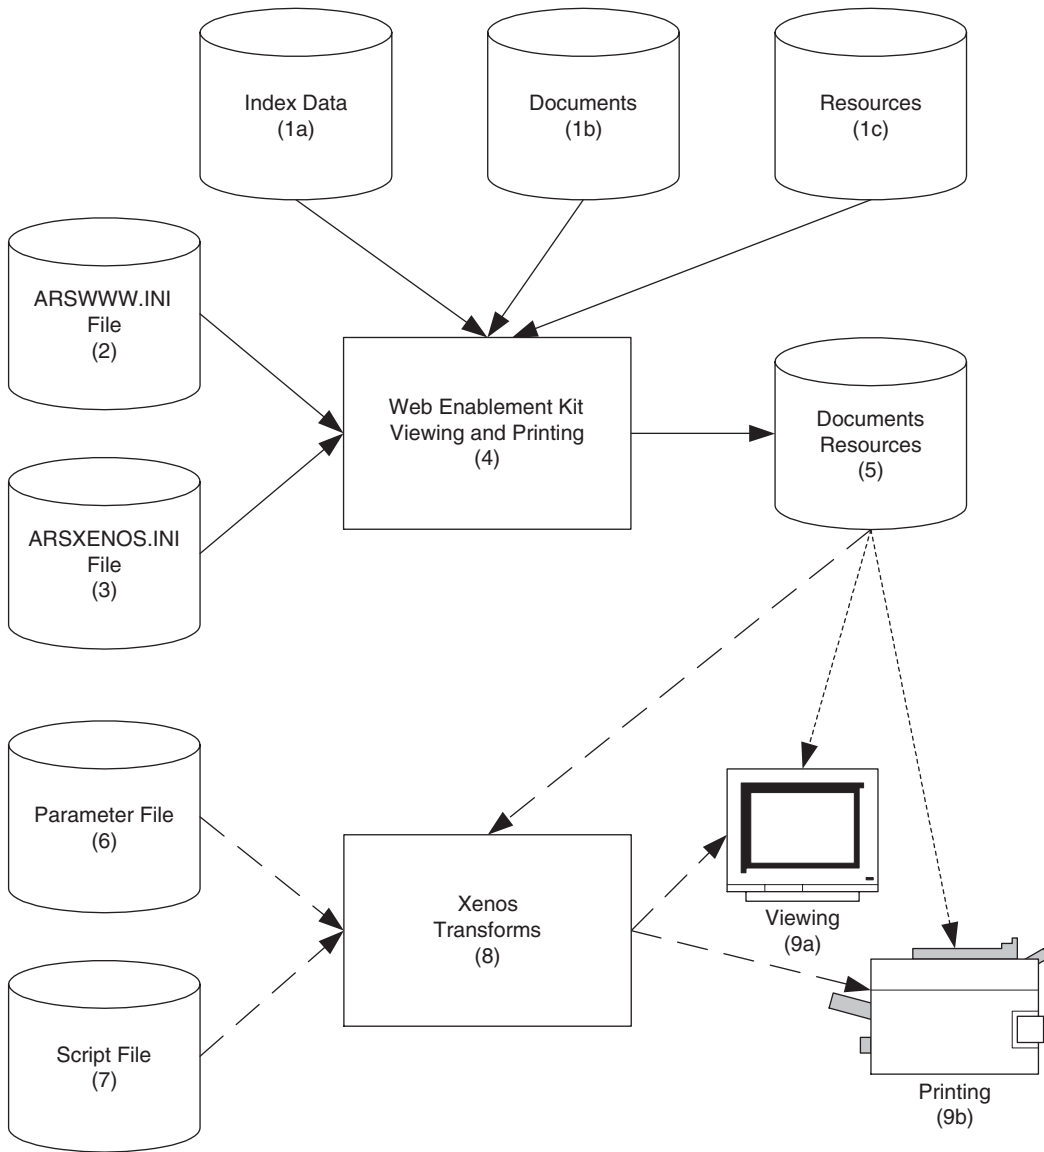 Index Data
(1a)
Documents
(1b)
Resources
(1c)
ARSWWW.INI
File
(2)
Web Enablement Kit
Viewing and Printing
(4)
Documents
Resources
(5)
ARSXENOS.INI
File
(3)
Parameter File
(6)
Xenos
Transforms
(8)
Viewing
(9a)
Script File
(7)
Printing
(9b)